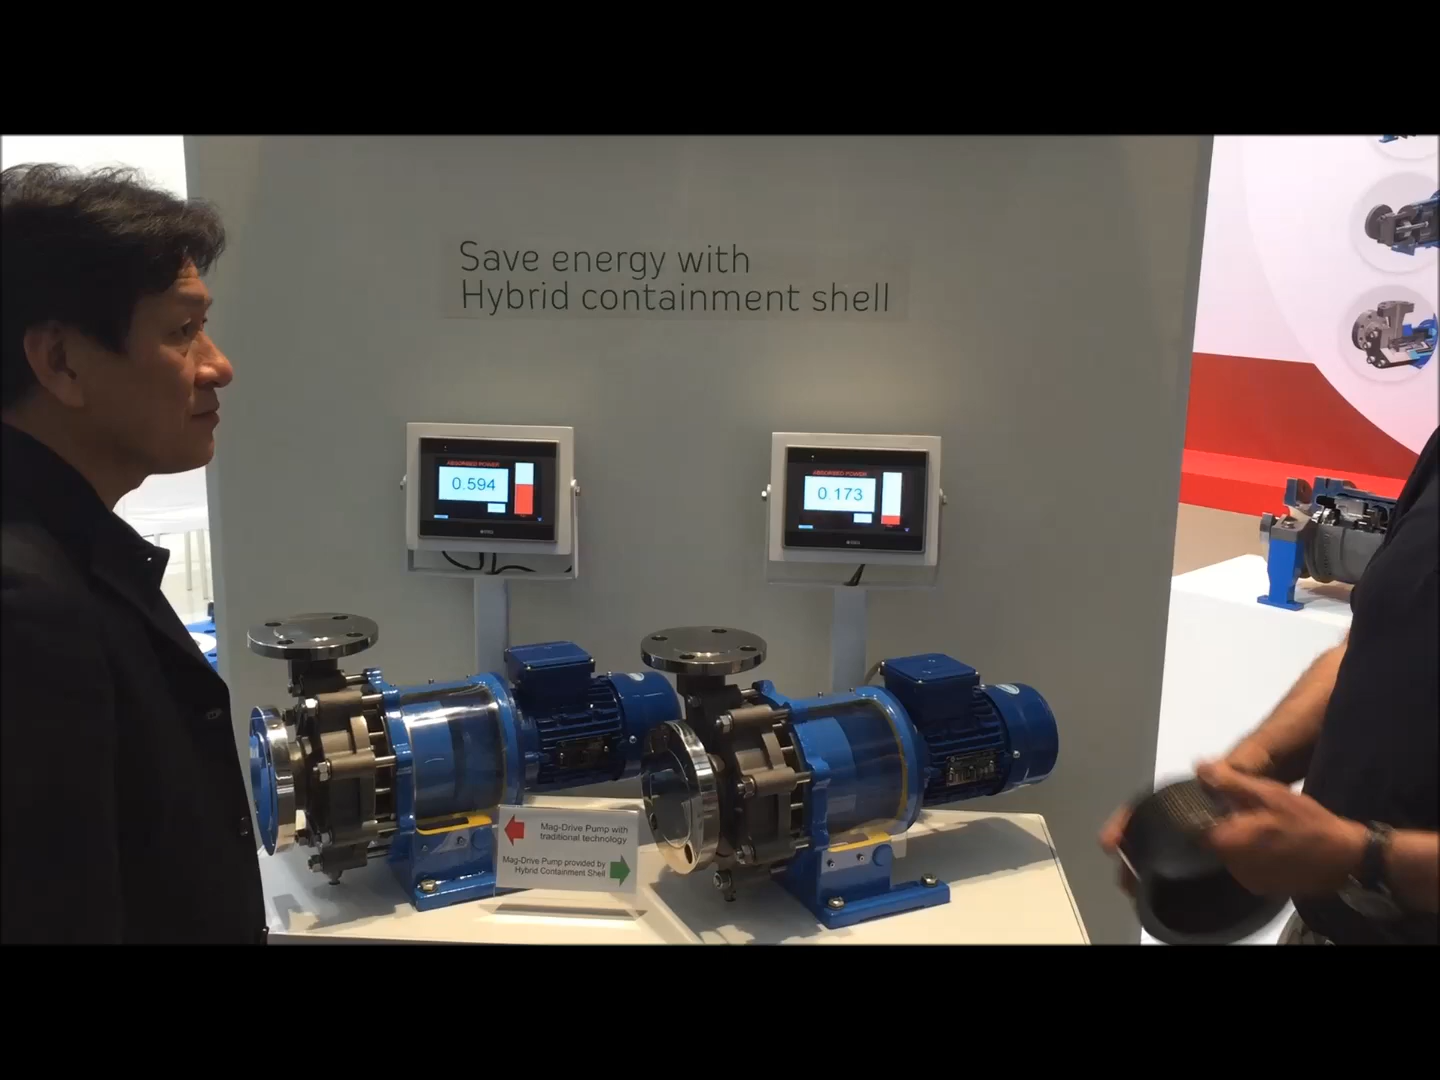 Save energy with
Hybrid containment shell
ABSORBED POWER
0.594
ABSORBED POWER
0.173
Mag-Drive Pump with
traditional technology
Mag-Drive Pump provided by
Hybrid Containment Shell